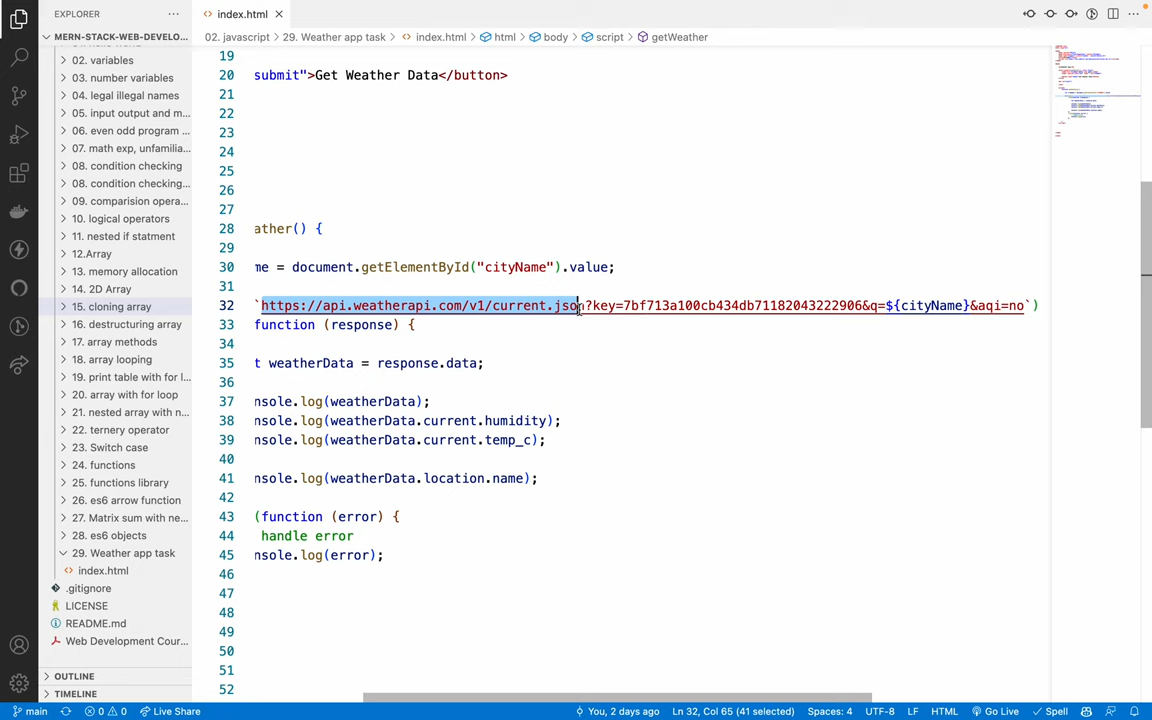 EXPLORER
···
index.html
MERN-STACK-WEB-DEVELO...
02. javascript > 29. Weather app task > index.html > html > body > script > getWeather
02. variables
03. number variables
04. legal illegal names
05. input output and m...
06. even odd program ...
07. math exp, unfamilia...
08. condition checking
08. condition checking...
09. comparision opera...
10. logical operators
11. nested if statment
12.Array
13. memory allocation
14. 2D Array
15. cloning array
16. destructuring array
17. array methods
18. array looping
19. print table with for l...
20. array with for loop
21. nested array with n...
22. ternery operator
23. Switch case
24. functions
25. functions library
26. es6 arrow function
27. Matrix sum with ne...
28. es6 objects
29. Weather app task
index.html
.gitignore
LICENSE
README.md
Web Development Cour...
OUTLINE
TIMELINE
19
20 submit">Get Weather Data</button>
21
22
23
24
25
26
27
28 ather() {
29
30 me = document.getElementById("cityName").value;
31
32 `https://api.weatherapi.com/v1/current.json?key=7bf713a100cb434db71182043222906&q=${cityName}&aqi=no`)
33 function (response) {
34
35 t weatherData = response.data;
36
37 nsole.log(weatherData);
38 nsole.log(weatherData.current.humidity);
39 nsole.log(weatherData.current.temp_c);
40
41 nsole.log(weatherData.location.name);
42
43 (function (error) {
44 handle error
45 nsole.log(error);
46
47
48
49
50
51
52
main 0 0 Live Share You, 2 days ago Ln 32, Col 65 (41 selected) Spaces: 4 UTF-8 LF HTML Go Live Spell